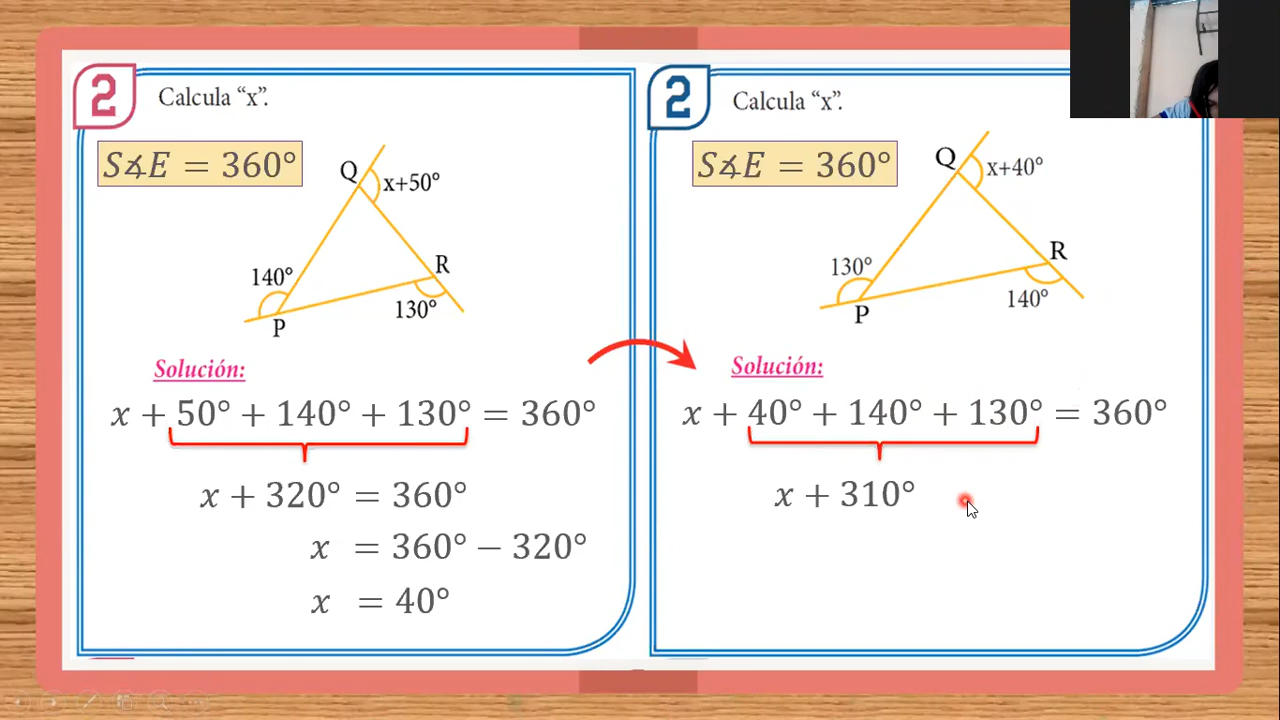 2 Calcula “x”.
S∡E = 360°
Q
x+50°
R
140°
130°
P
Solución:
x + 50° + 140° + 130° = 360°
x + 320° = 360°
x = 360° − 320°
x = 40°
2 Calcula “x”.
S∡E = 360°
Q
x+40°
R
130°
140°
P
Solución:
x + 40° + 140° + 130° = 360°
x + 310°